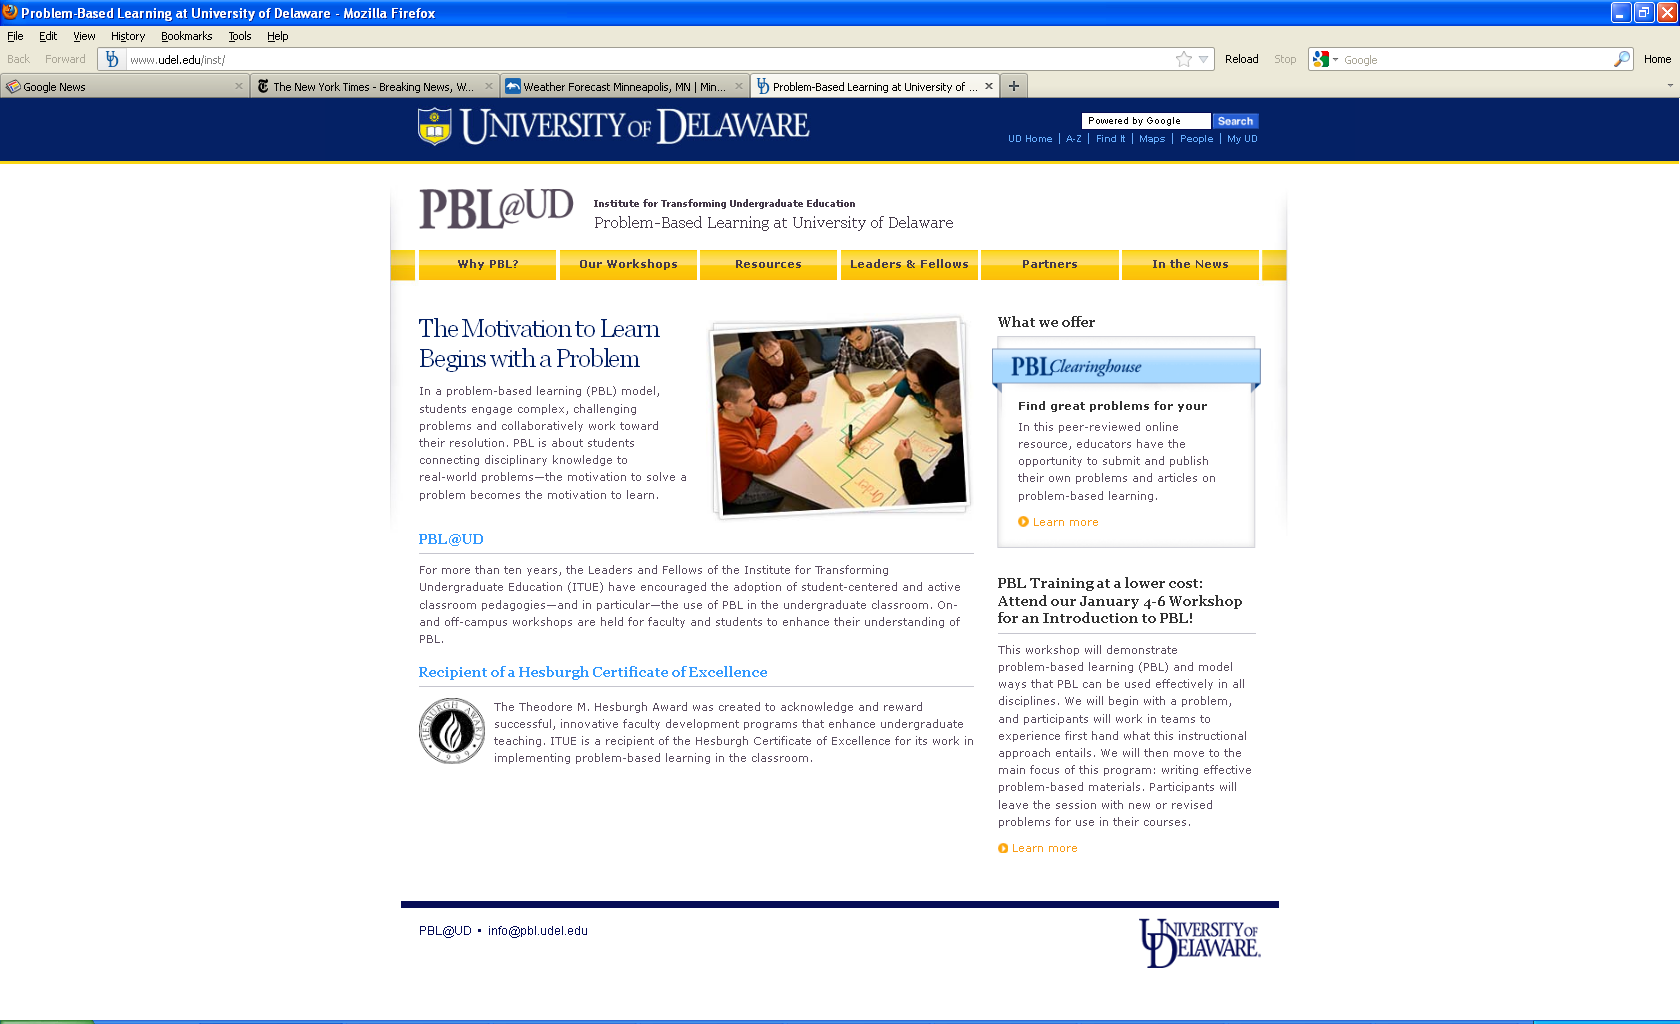 Problem-Based Learning at University of Delaware - Mozilla Firefox
File Edit View History Bookmarks Tools Help
Back Forward www.udel.edu/inst/ Reload Stop Google Home
Google News The New York Times - Breaking News, W... Weather Forecast Minneapolis, MN | Min... Problem-Based Learning at University of ...
UNIVERSITY OF DELAWARE
Powered by Google Search
UD Home | A-Z | Find It | Maps | People | My UD
PBL@UD
Institute for Transforming Undergraduate Education
Problem-Based Learning at University of Delaware
Why PBL? Our Workshops Resources Leaders & Fellows Partners In the News
The Motivation to Learn
Begins with a Problem
In a problem-based learning (PBL) model,
students engage complex, challenging
problems and collaboratively work toward
their resolution. PBL is about students
connecting disciplinary knowledge to
real-world problems—the motivation to solve a
problem becomes the motivation to learn.
Order
PBL@UD
For more than ten years, the Leaders and Fellows of the Institute for Transforming
Undergraduate Education (ITUE) have encouraged the adoption of student-centered and active
classroom pedagogies—and in particular—the use of PBL in the undergraduate classroom. On-
and off-campus workshops are held for faculty and students to enhance their understanding of
PBL.
Recipient of a Hesburgh Certificate of Excellence
HESBURGH AWARD
1999
The Theodore M. Hesburgh Award was created to acknowledge and reward
successful, innovative faculty development programs that enhance undergraduate
teaching. ITUE is a recipient of the Hesburgh Certificate of Excellence for its work in
implementing problem-based learning in the classroom.
What we offer
PBL Clearinghouse
Find great problems for your
In this peer-reviewed online
resource, educators have the
opportunity to submit and publish
their own problems and articles on
problem-based learning.
Learn more
PBL Training at a lower cost:
Attend our January 4-6 Workshop
for an Introduction to PBL!
This workshop will demonstrate
problem-based learning (PBL) and model
ways that PBL can be used effectively in all
disciplines. We will begin with a problem,
and participants will work in teams to
experience first hand what this instructional
approach entails. We will then move to the
main focus of this program: writing effective
problem-based materials. Participants will
leave the session with new or revised
problems for use in their courses.
Learn more
PBL@UD • info@pbl.udel.edu
UNIVERSITY OF
DELAWARE.